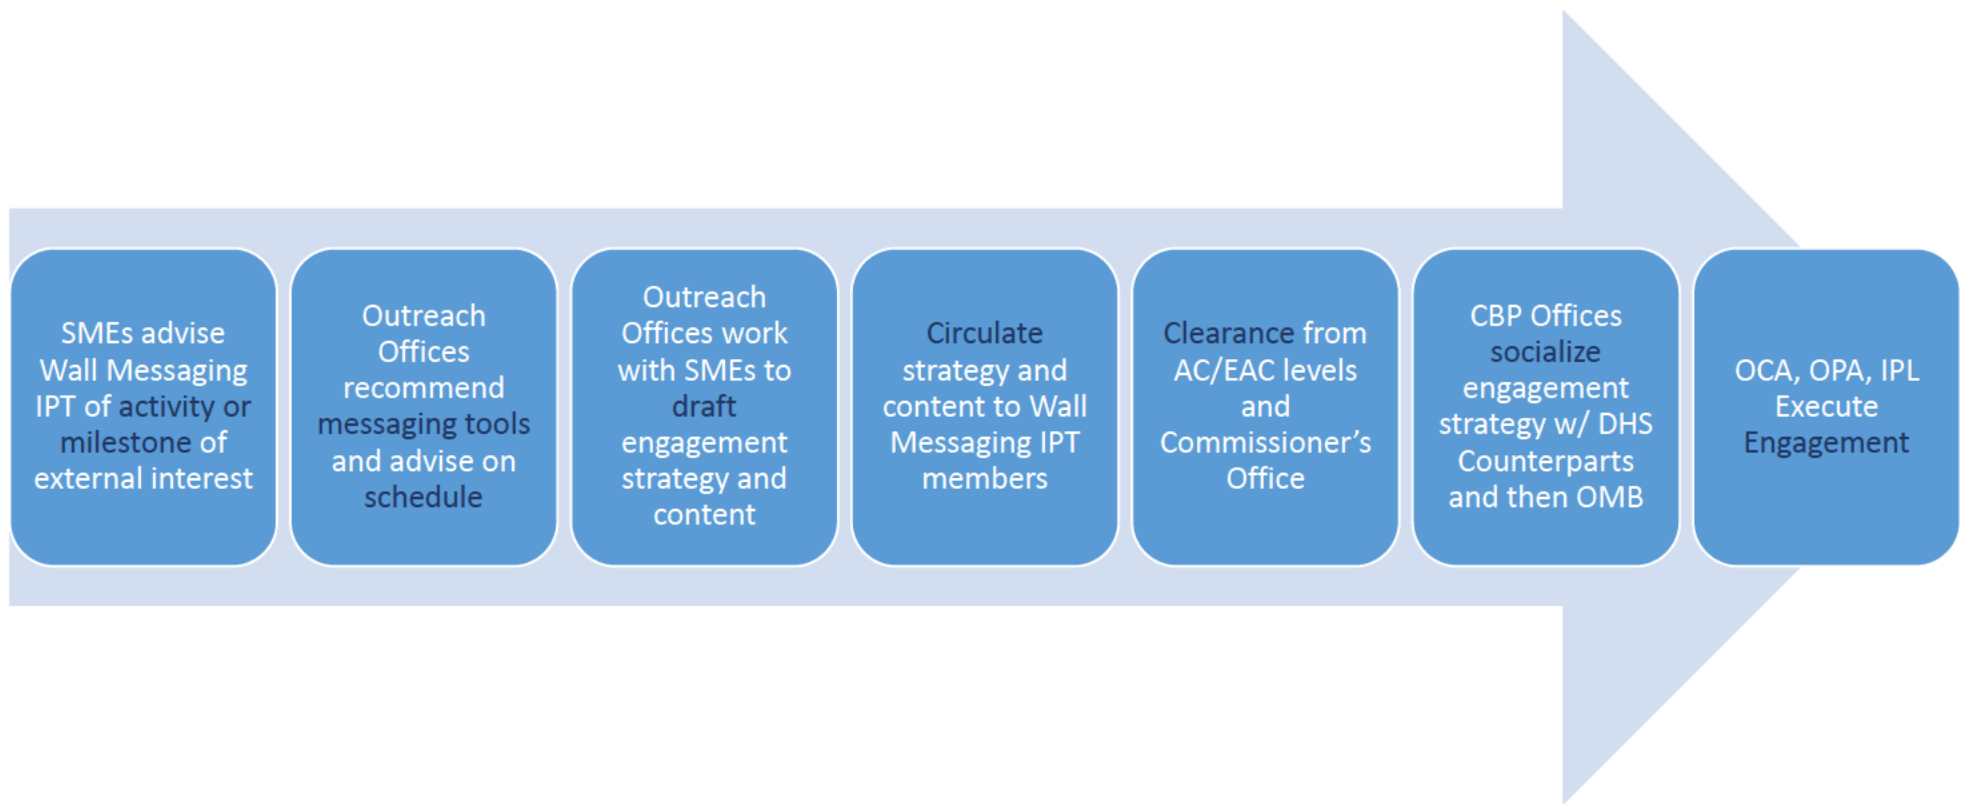 SMEs advise
Wall Messaging
IPT of activity or
milestone of
external interest
Outreach
Offices
recommend
messaging tools
and advise on
schedule
Outreach
Offices work
with SMEs to
draft
engagement
strategy and
content
Circulate
strategy and
content to Wall
Messaging IPT
members
Clearance from
AC/EAC levels
and
Commissioner’s
Office
CBP Offices
socialize
engagement
strategy w/ DHS
Counterparts
and then OMB
OCA, OPA, IPL
Execute
Engagement